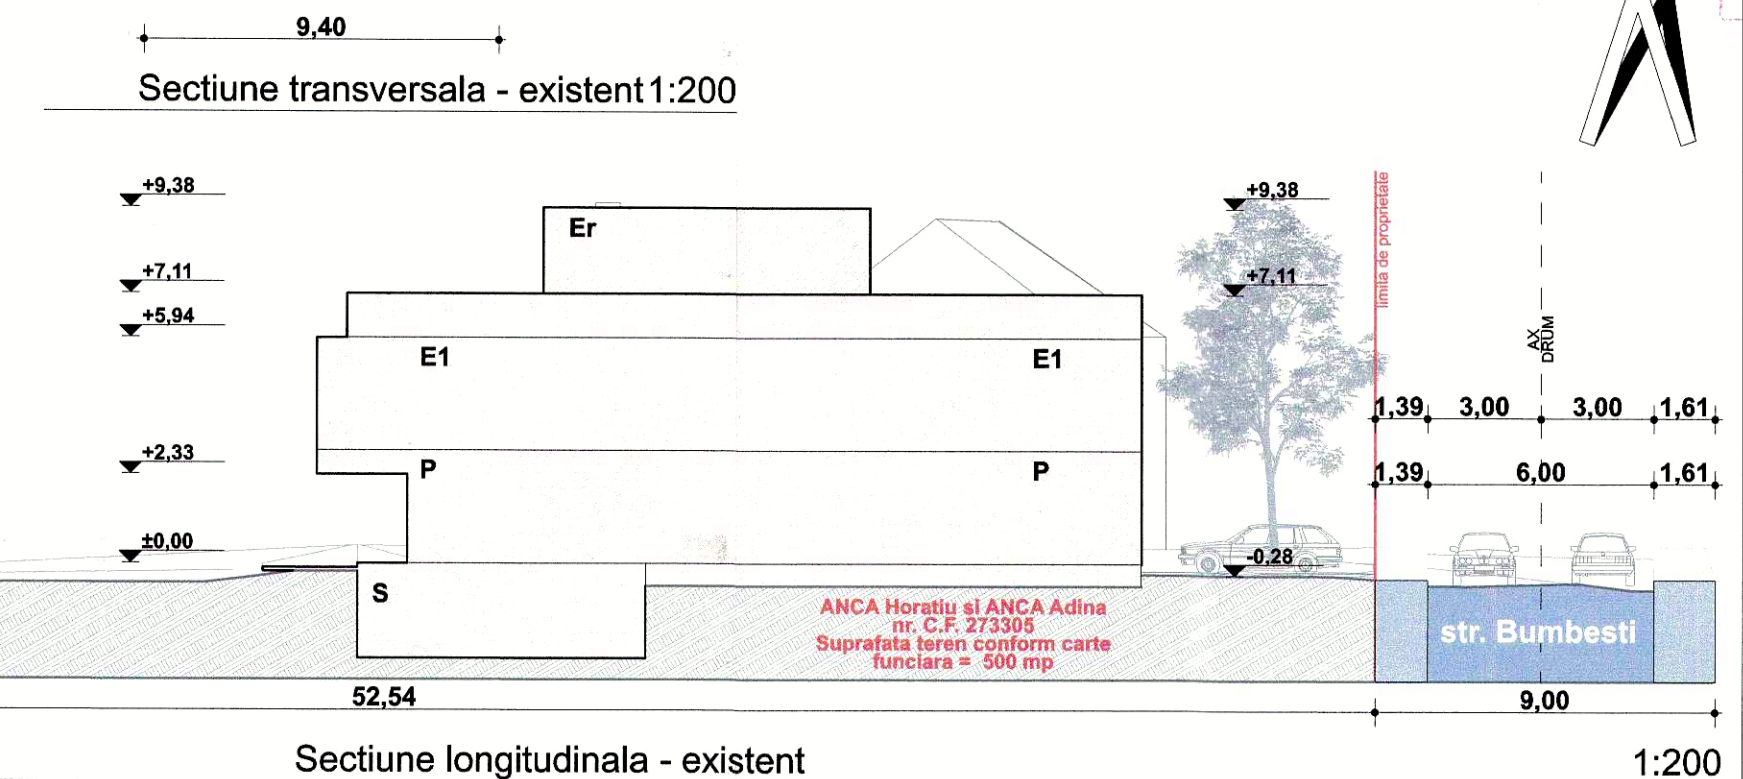 9,40
Sectiune transversala - existent 1:200
+9,38
+7,11
+5,94
+2,33
±0,00
Er
E1
E1
P
P
S
+9,38
+7,11
-0,28
limita de proprietate
AX
DRUM
1,39 3,00 3,00 1,61
1,39 6,00 1,61
ANCA Horatiu si ANCA Adina
nr. C.F. 273305
Suprafata teren conform carte
funciara = 500 mp
str. Bumbesti
52,54
9,00
Sectiune longitudinala - existent
1:200